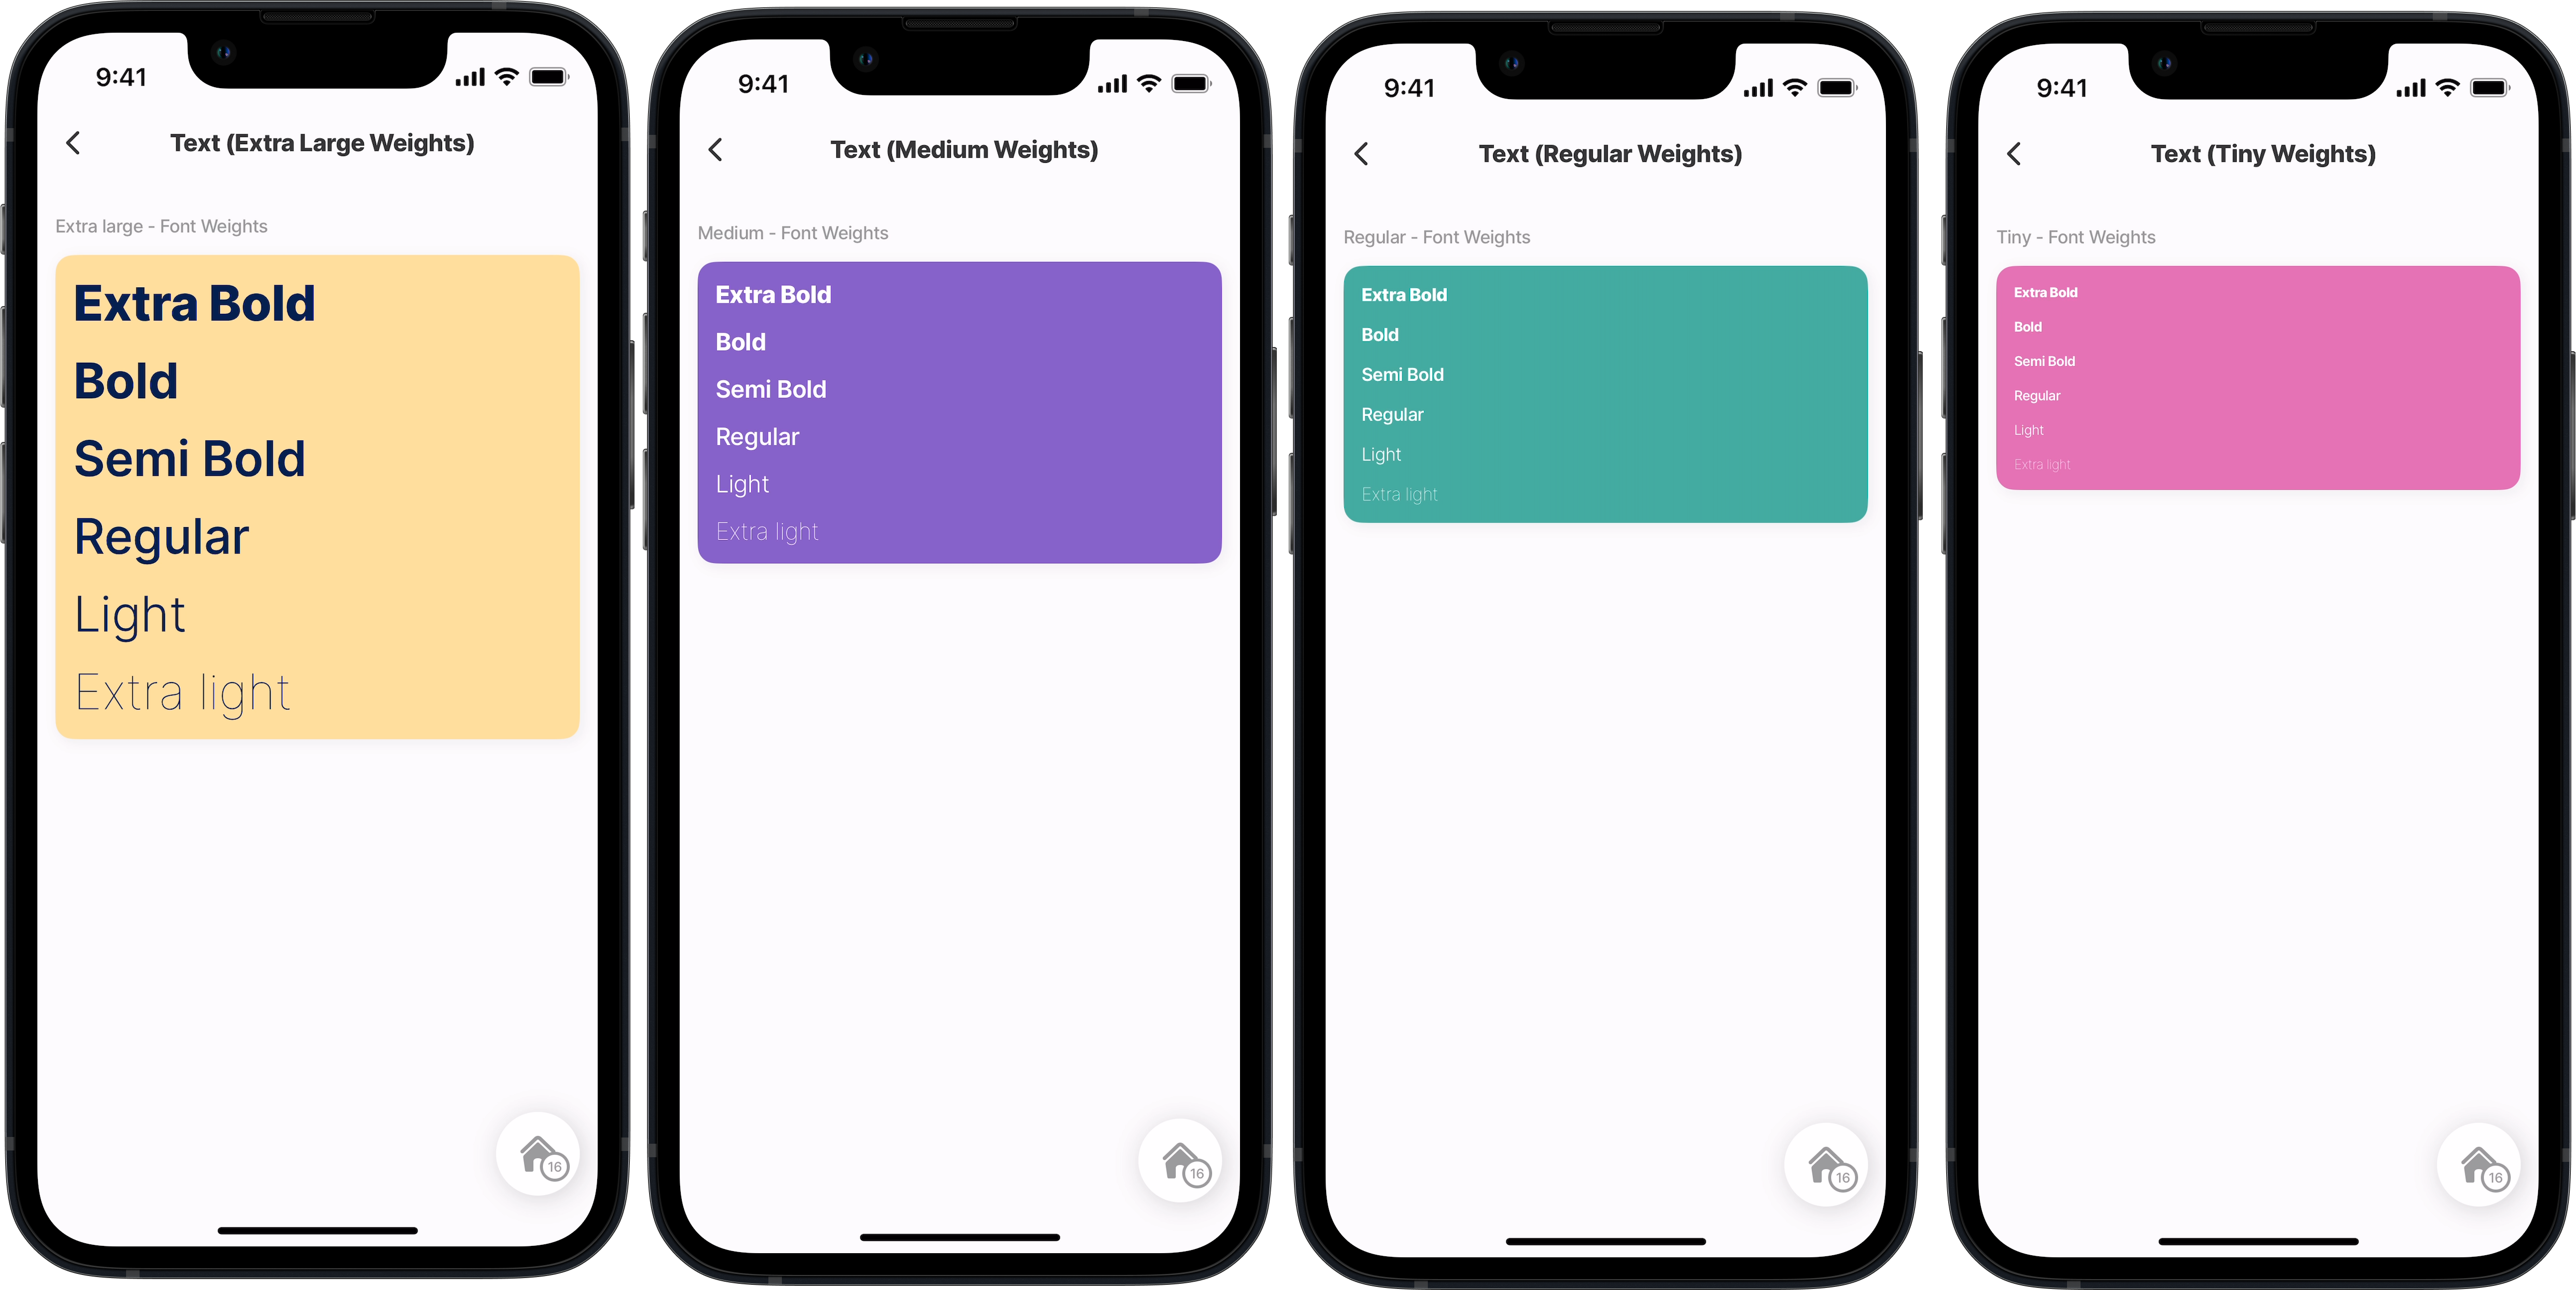 9:41
Text (Extra Large Weights)
Extra large - Font Weights
Extra Bold
Bold
Semi Bold
Regular
Light
Extra light
16
9:41
Text (Medium Weights)
Medium - Font Weights
Extra Bold
Bold
Semi Bold
Regular
Light
Extra light
16
9:41
Text (Regular Weights)
Regular - Font Weights
Extra Bold
Bold
Semi Bold
Regular
Light
Extra light
16
9:41
Text (Tiny Weights)
Tiny - Font Weights
Extra Bold
Bold
Semi Bold
Regular
Light
Extra light
16